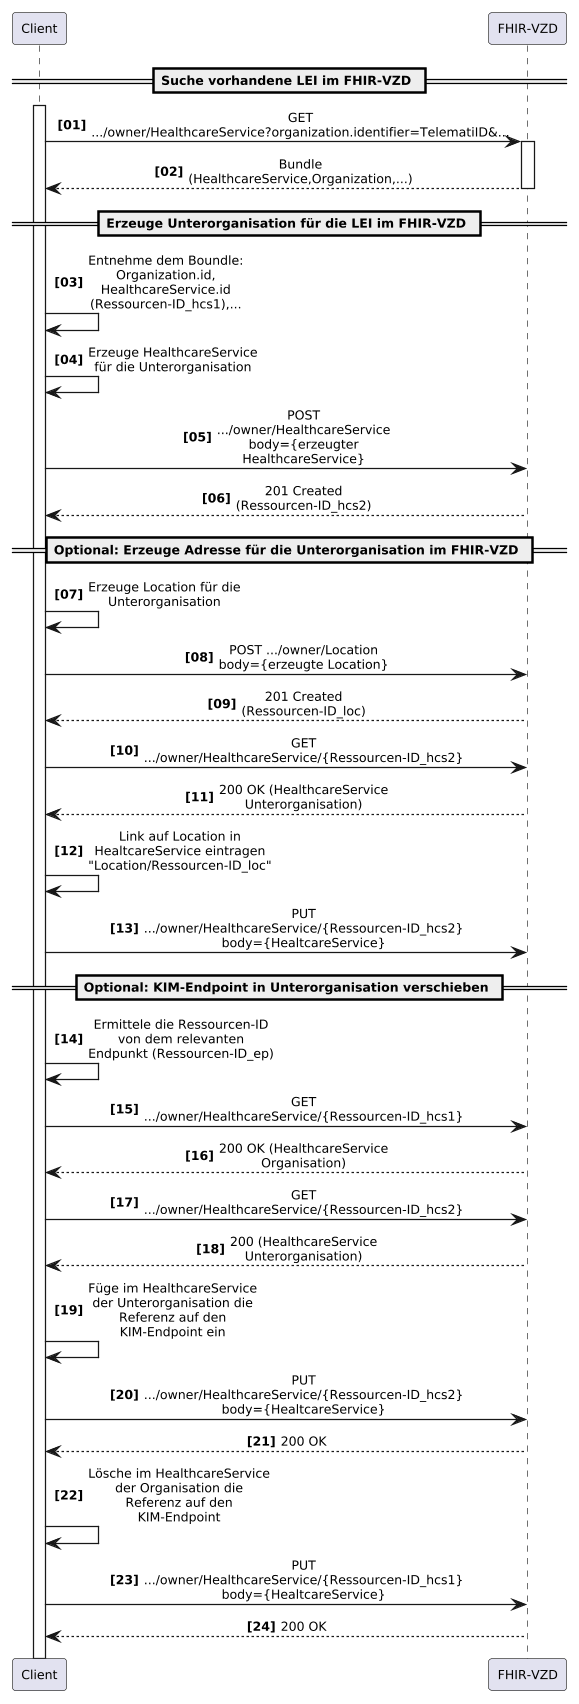 Client
FHIR-VZD
Suche vorhandene LEI im FHIR-VZD
GET
[01] .../owner/HealthcareService?organization.identifier=TelematiID&...
Bundle
[02] (HealthcareService,Organization,...)
Erzeuge Unterorganisation für die LEI im FHIR-VZD
Entnehme dem Boundle:
Organization.id,
[03] HealthcareService.id
(Ressourcen-ID_hcs1),...
[04] Erzeuge HealthcareService
für die Unterorganisation
POST
[05] .../owner/HealthcareService
body={erzeugter
HealthcareService}
[06] 201 Created
(Ressourcen-ID_hcs2)
Optional: Erzeuge Adresse für die Unterorganisation im FHIR-VZD
[07] Erzeuge Location für die
Unterorganisation
[08] POST .../owner/Location
body={erzeugte Location}
[09] 201 Created
(Ressourcen-ID_loc)
GET
[10] .../owner/HealthcareService/{Ressourcen-ID_hcs2}
[11] 200 OK (HealthcareService
Unterorganisation)
Link auf Location in
[12] HealtcareService eintragen
"Location/Ressourcen-ID_loc"
PUT
[13] .../owner/HealthcareService/{Ressourcen-ID_hcs2}
body={HealtcareService}
Optional: KIM-Endpoint in Unterorganisation verschieben
Ermittele die Ressourcen-ID
[14] von dem relevanten
Endpunkt (Ressourcen-ID_ep)
GET
[15] .../owner/HealthcareService/{Ressourcen-ID_hcs1}
[16] 200 OK (HealthcareService
Organisation)
GET
[17] .../owner/HealthcareService/{Ressourcen-ID_hcs2}
[18] 200 (HealthcareService
Unterorganisation)
Füge im HealthcareService
der Unterorganisation die
[19] Referenz auf den
KIM-Endpoint ein
PUT
[20] .../owner/HealthcareService/{Ressourcen-ID_hcs2}
body={HealtcareService}
[21] 200 OK
Lösche im HealthcareService
der Organisation die
[22] Referenz auf den
KIM-Endpoint
PUT
[23] .../owner/HealthcareService/{Ressourcen-ID_hcs1}
body={HealtcareService}
[24] 200 OK
Client
FHIR-VZD